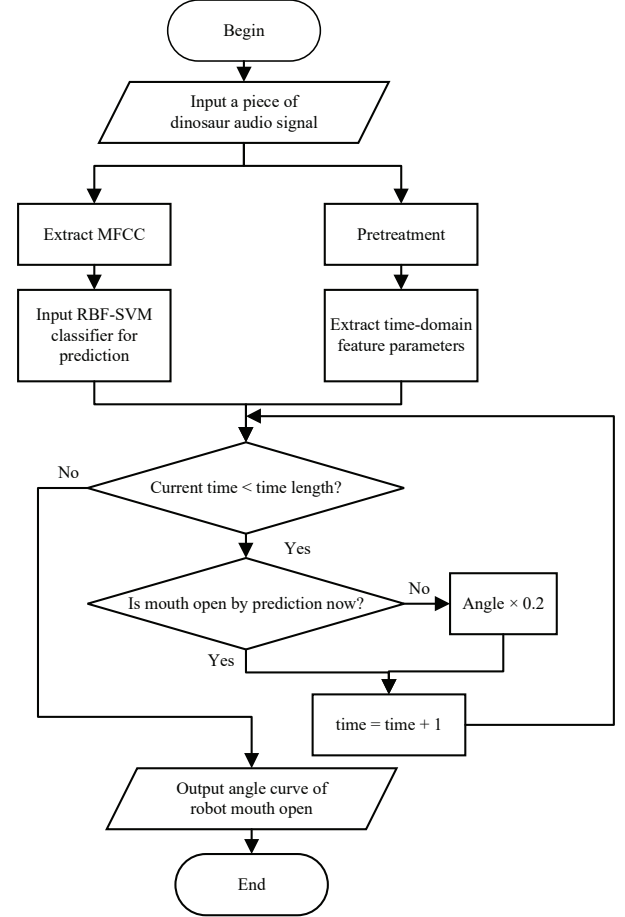 Begin
Input a piece of
dinosaur audio signal
Extract MFCC
Pretreatment
Input RBF-SVM
classifier for
prediction
Extract time-domain
feature parameters
No
Current time < time length?
Yes
Is mouth open by prediction now?
No
Angle × 0.2
Yes
time = time + 1
Output angle curve of
robot mouth open
End